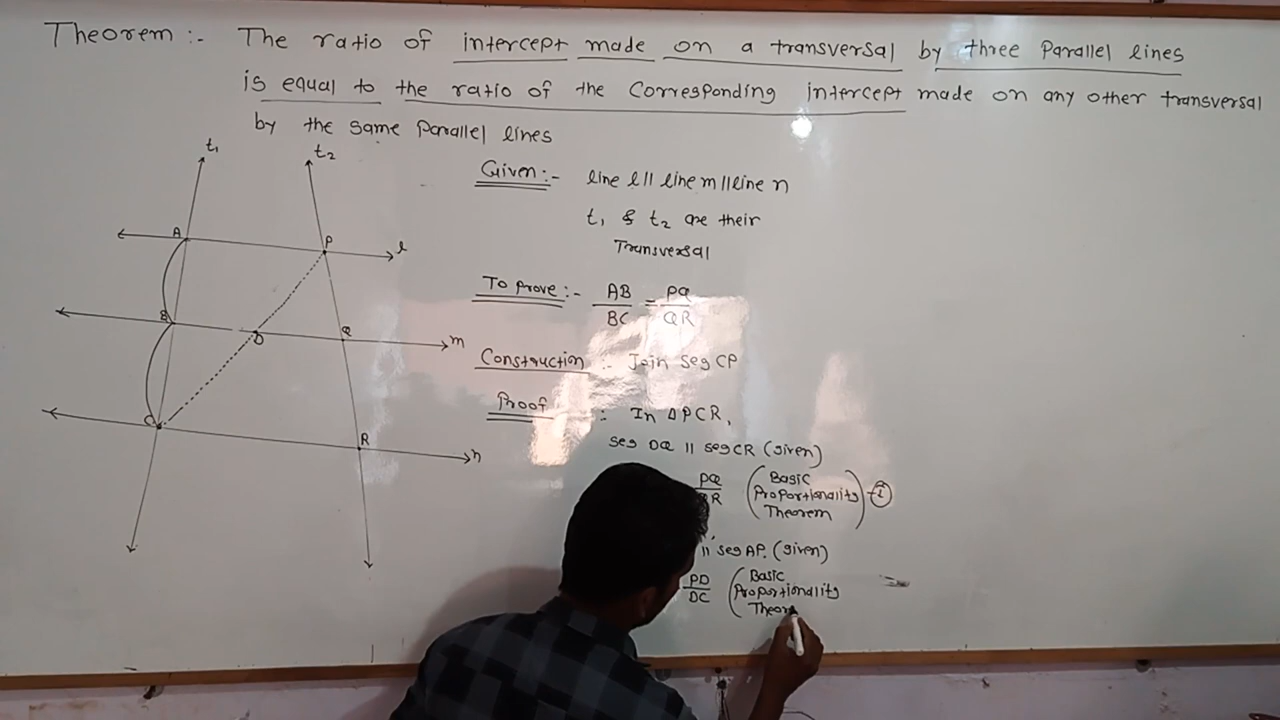 Theorem :- The ratio of intercept made on a transversal by three Parallel lines
is equal to the ratio of the Corresponding intercept made on any other transversal
by the same Parallel lines
t₁ t₂
Given:- line l || line m || line n
t₁ & t₂ are their
Transversal
A P l
To prove:- AB/BC = PQ/QR
B D Q m
Construction :- Join seg CP
Proof : In ΔPCR,
C R n
seg DQ || seg CR (given)
PQ/QR (Basic
Proportionality
Theorem) -①
|| seg AP. (given)
PD/DC (Basic
Proportionality
Theor